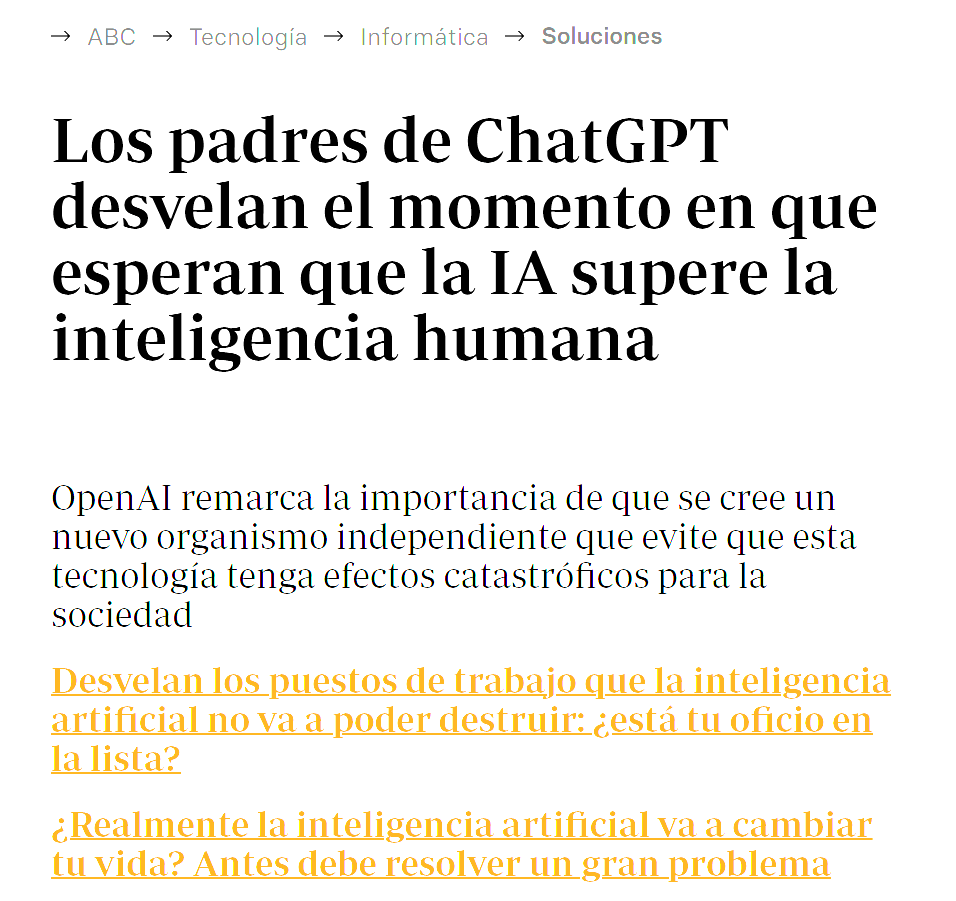 → ABC → Tecnología → Informática → Soluciones
Los padres de ChatGPT
desvelan el momento en que
esperan que la IA supere la
inteligencia humana
OpenAI remarca la importancia de que se cree un
nuevo organismo independiente que evite que esta
tecnología tenga efectos catastróficos para la
sociedad
Desvelan los puestos de trabajo que la inteligencia
artificial no va a poder destruir: ¿está tu oficio en
la lista?
¿Realmente la inteligencia artificial va a cambiar
tu vida? Antes debe resolver un gran problema